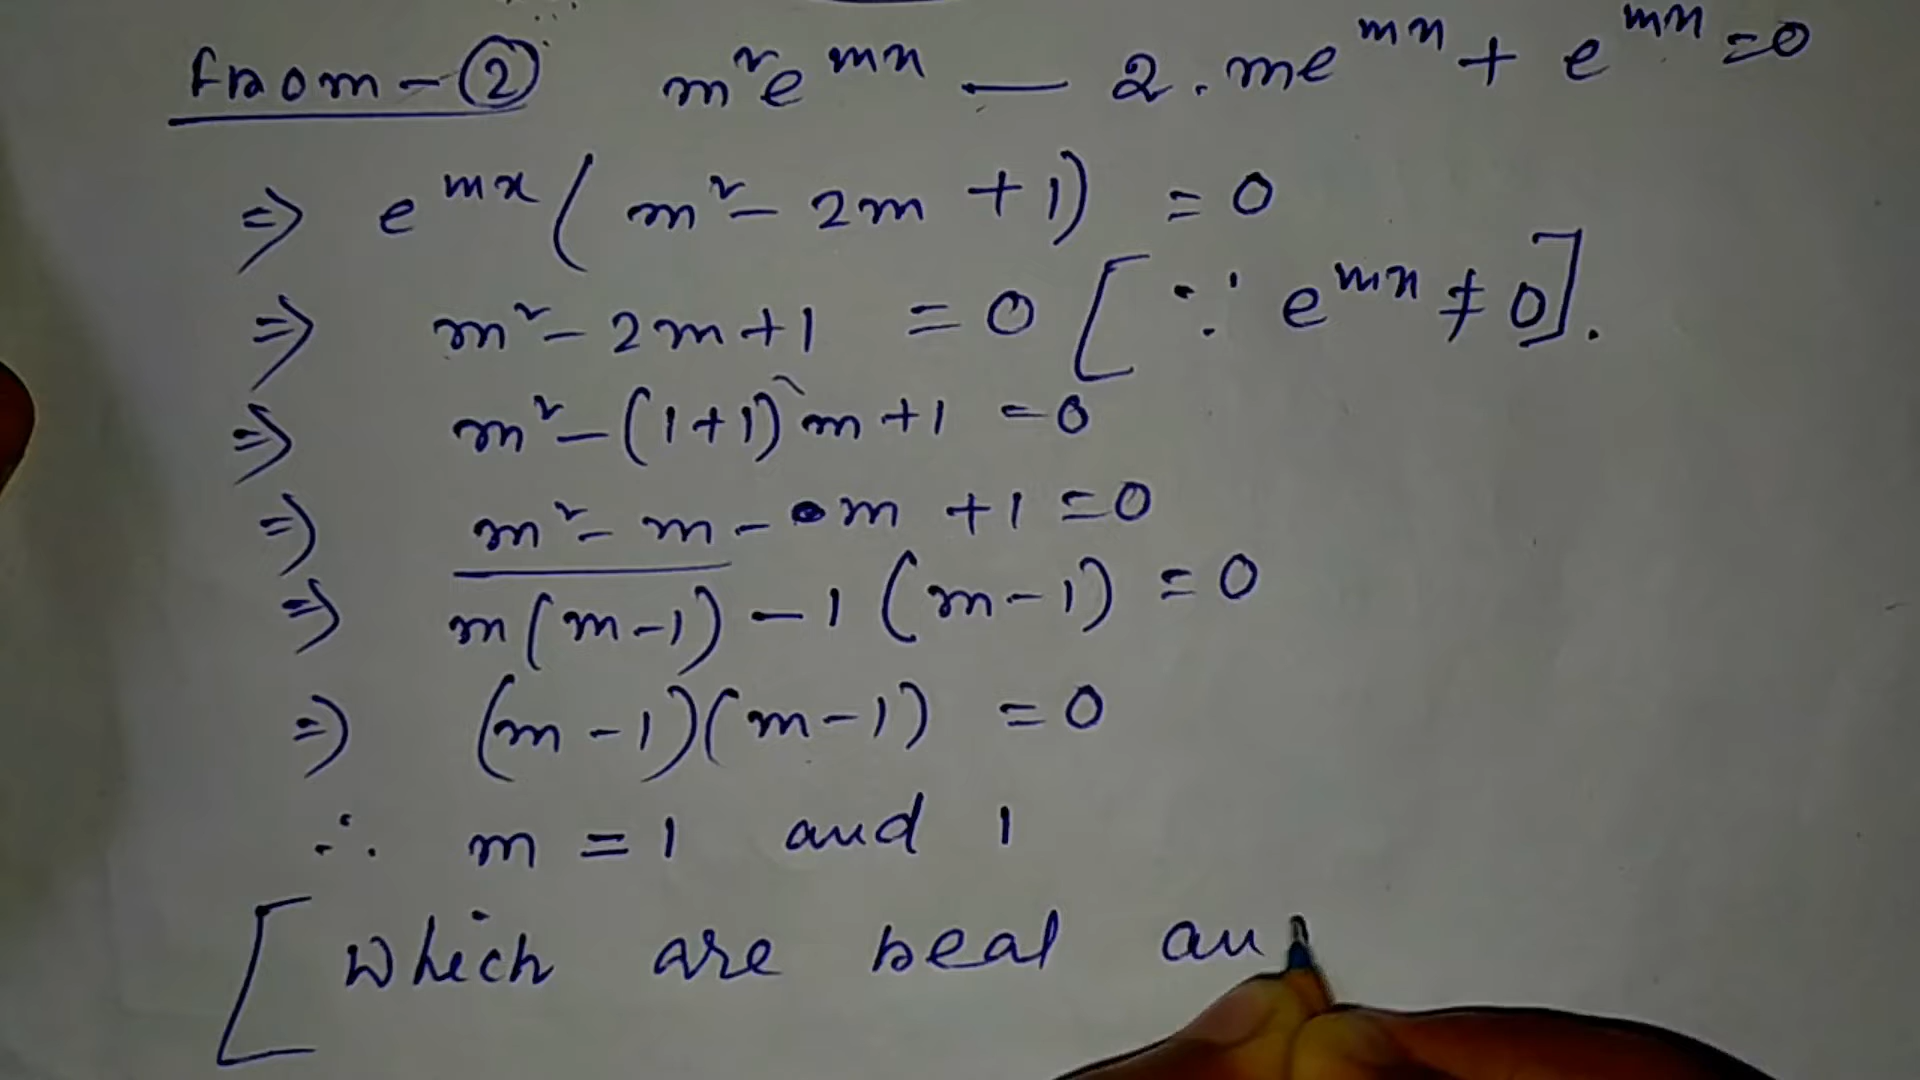 from - ② m²e^mx — 2.me^mx + e^mx = 0
⇒ e^mx (m² - 2m + 1) = 0
⇒ m² - 2m + 1 = 0 [∵ e^mx ≠ 0].
⇒ m² - (1+1)m + 1 = 0
⇒ m² - m - m + 1 = 0
⇒ m(m-1) - 1(m-1) = 0
⇒ (m-1)(m-1) = 0
∴ m = 1 and 1
[which are real an